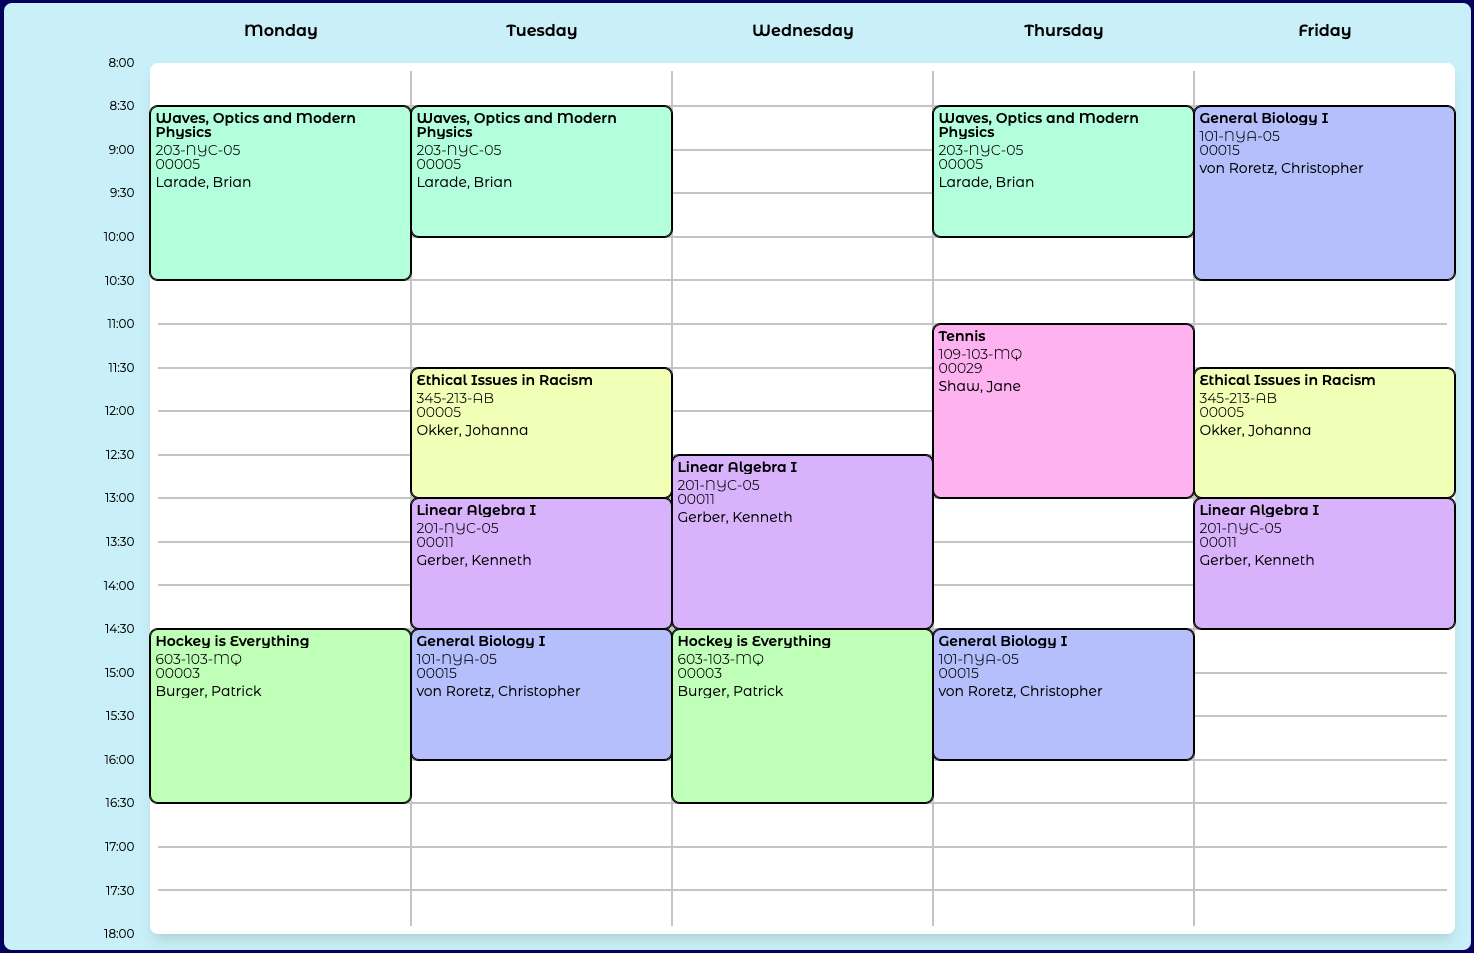 Monday
Tuesday
Wednesday
Thursday
Friday
8:00
8:30
9:00
9:30
10:00
10:30
11:00
11:30
12:00
12:30
13:00
13:30
14:00
14:30
15:00
15:30
16:00
16:30
17:00
17:30
18:00
Waves, Optics and Modern
Physics
203-NYC-05
00005
Larade, Brian
Hockey is Everything
603-103-MQ
00003
Burger, Patrick
Waves, Optics and Modern
Physics
203-NYC-05
00005
Larade, Brian
Ethical Issues in Racism
345-213-AB
00005
Okker, Johanna
Linear Algebra I
201-NYC-05
00011
Gerber, Kenneth
General Biology I
101-NYA-05
00015
von Roretz, Christopher
Linear Algebra I
201-NYC-05
00011
Gerber, Kenneth
Hockey is Everything
603-103-MQ
00003
Burger, Patrick
Waves, Optics and Modern
Physics
203-NYC-05
00005
Larade, Brian
Tennis
109-103-MQ
00029
Shaw, Jane
General Biology I
101-NYA-05
00015
von Roretz, Christopher
General Biology I
101-NYA-05
00015
von Roretz, Christopher
Ethical Issues in Racism
345-213-AB
00005
Okker, Johanna
Linear Algebra I
201-NYC-05
00011
Gerber, Kenneth